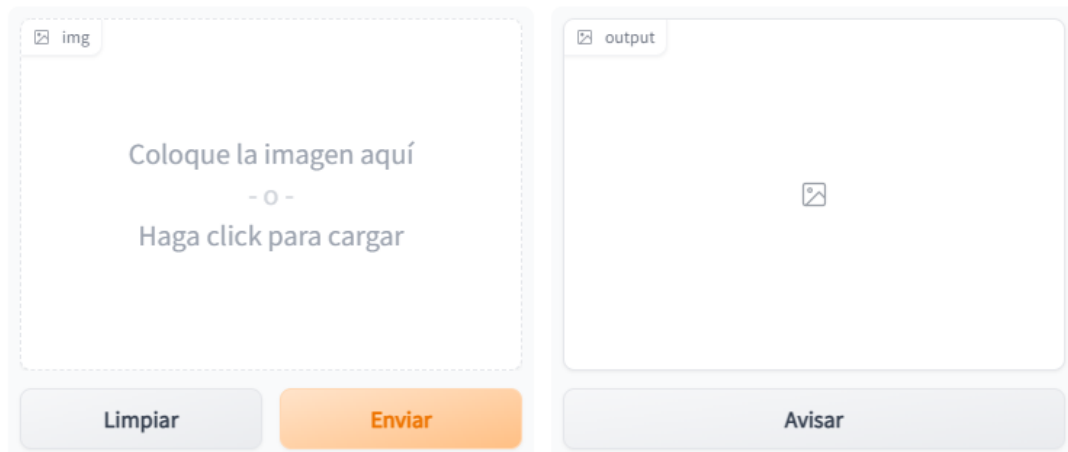 img
Coloque la imagen aquí
- o -
Haga click para cargar
Limpiar
Enviar
output
Avisar